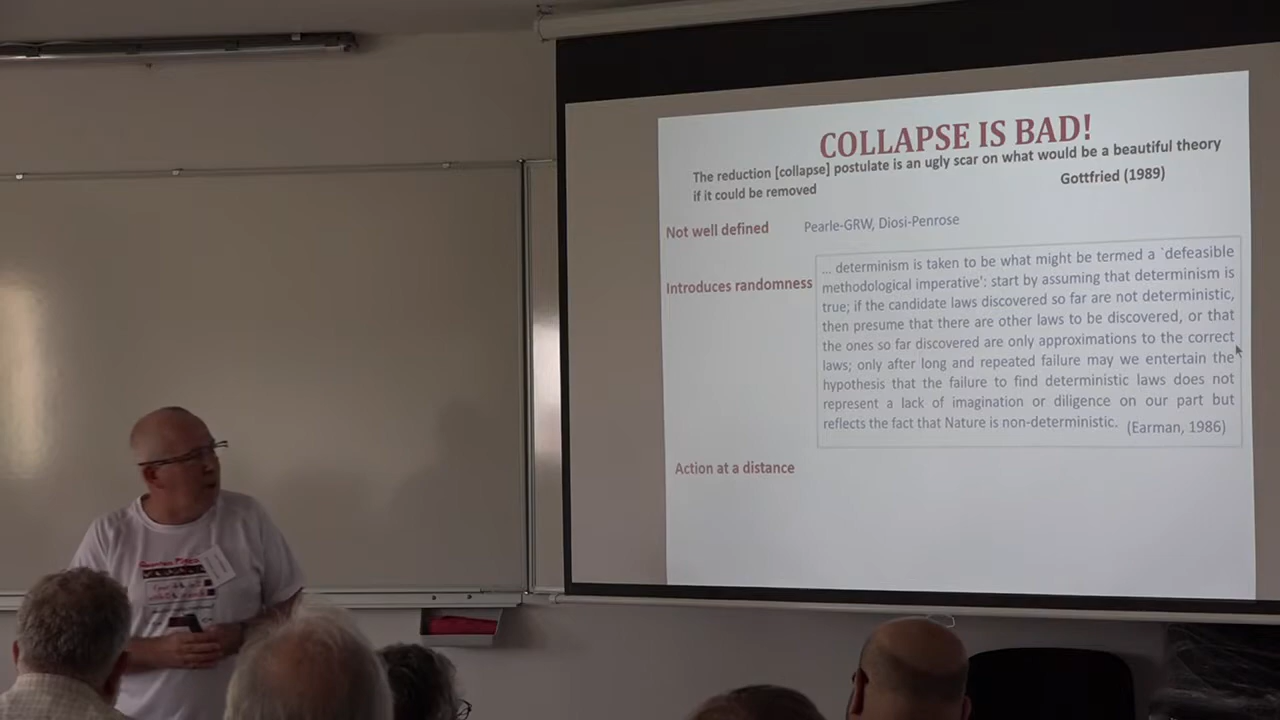 COLLAPSE IS BAD!
The reduction [collapse] postulate is an ugly scar on what would be a beautiful theory
if it could be removed
Gottfried (1989)
Not well defined
Pearle-GRW, Diosi-Penrose
Introduces randomness
... determinism is taken to be what might be termed a `defeasible
methodological imperative': start by assuming that determinism is
true; if the candidate laws discovered so far are not deterministic,
then presume that there are other laws to be discovered, or that
the ones so far discovered are only approximations to the correct
laws; only after long and repeated failure may we entertain the
hypothesis that the failure to find deterministic laws does not
represent a lack of imagination or diligence on our part but
reflects the fact that Nature is non-deterministic.
(Earman, 1986)
Action at a distance